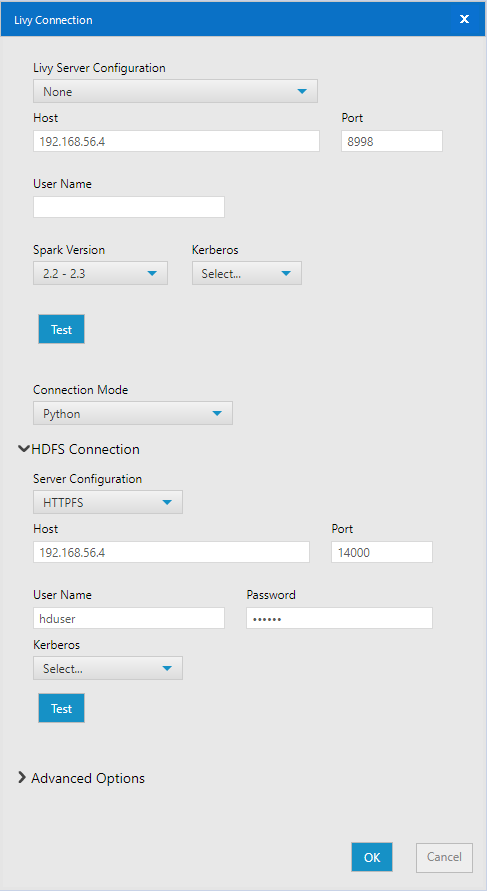 Livy Connection x
Livy Server Configuration
None
Host Port
192.168.56.4 8998
User Name
Spark Version Kerberos
2.2 - 2.3 Select...
Test
Connection Mode
Python
HDFS Connection
Server Configuration
HTTPFS
Host Port
192.168.56.4 14000
User Name Password
hduser ••••••
Kerberos
Select...
Test
Advanced Options
OK Cancel